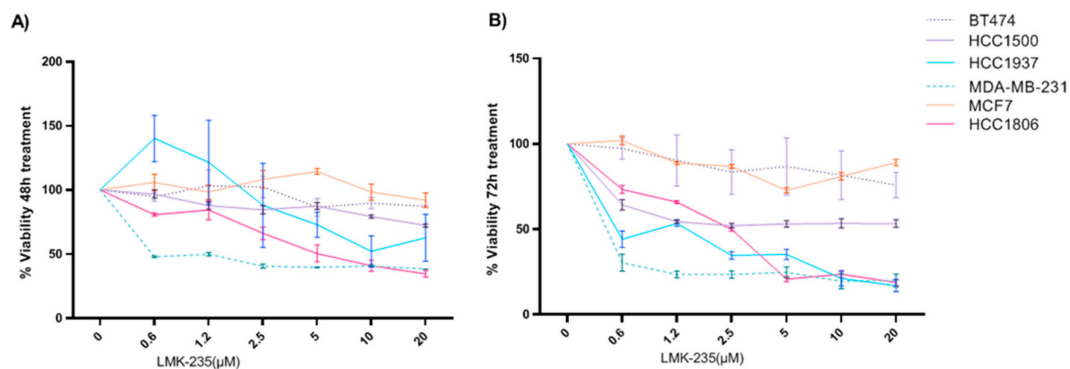 A)
% Viability 48h treatment
200
150
100
50
0
0 0.6 1.2 2.5 5 10 20
LMK-235(µM)
B)
% Viability 72h treatment
150
100
50
0
0 0.6 1.2 2.5 5 10 20
LMK-235(µM)
BT474
HCC1500
HCC1937
MDA-MB-231
MCF7
HCC1806